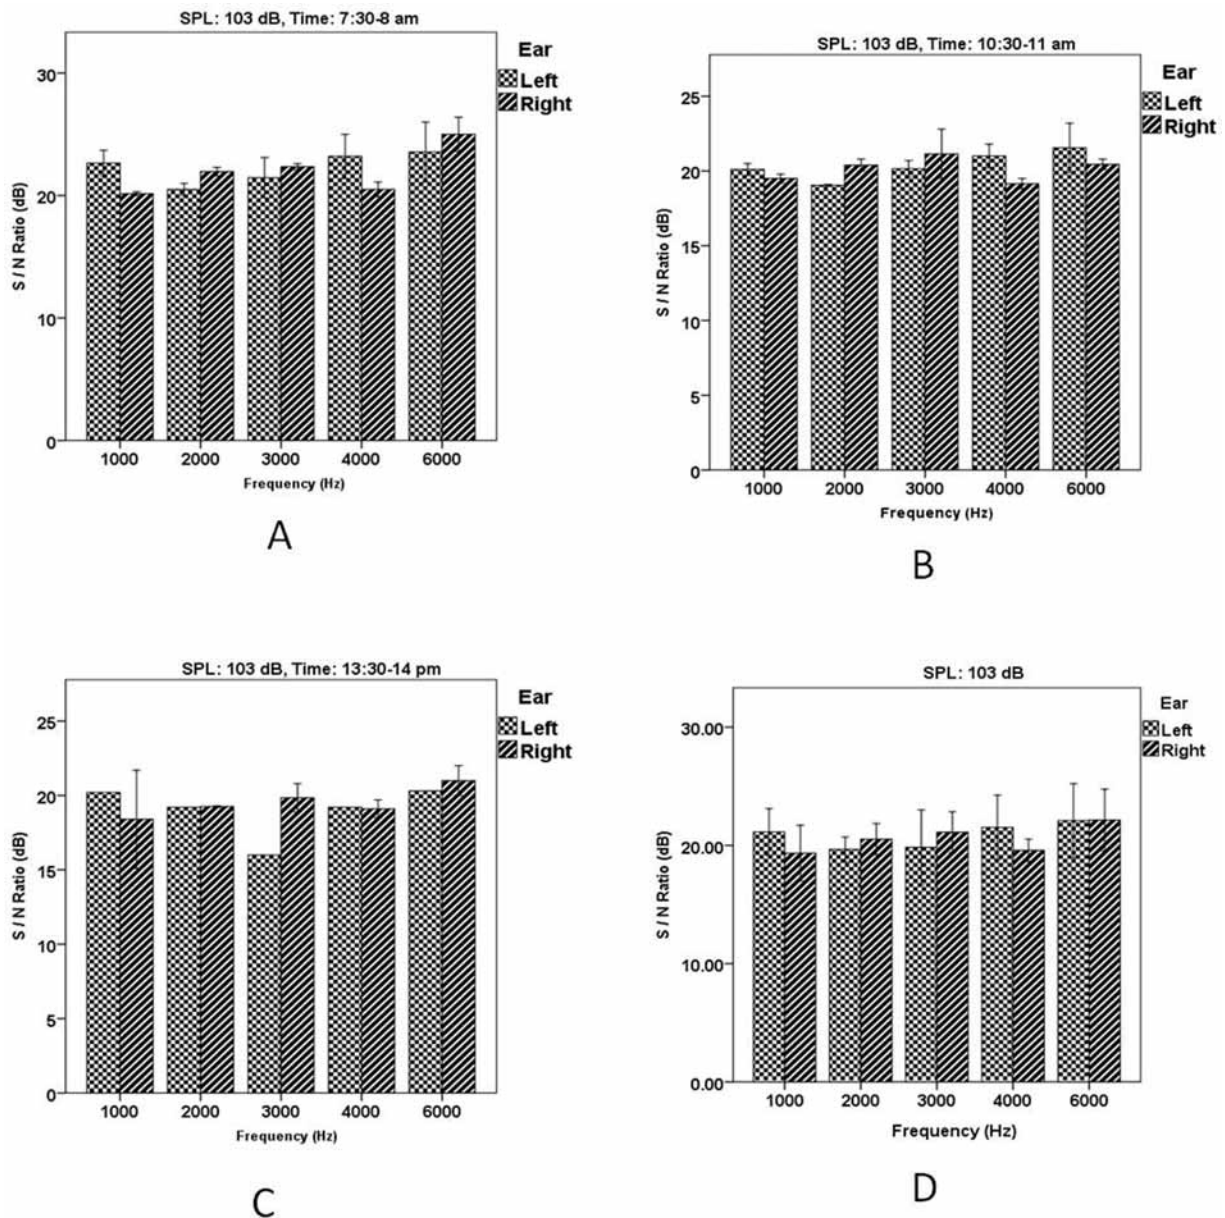 SPL: 103 dB, Time: 7:30-8 am
Ear
Left
Right
30
20
10
0
S / N Ratio (dB)
1000 2000 3000 4000 6000
Frequency (Hz)
A
SPL: 103 dB, Time: 10:30-11 am
Ear
Left
Right
25
20
15
10
5
0
S / N Ratio (dB)
1000 2000 3000 4000 6000
Frequency (Hz)
B
SPL: 103 dB, Time: 13:30-14 pm
Ear
Left
Right
25
20
15
10
5
0
S / N Ratio (dB)
1000 2000 3000 4000 6000
Frequency (Hz)
C
SPL: 103 dB
Ear
Left
Right
30.00
20.00
10.00
0.00
S / N Ratio (dB)
1000 2000 3000 4000 6000
Frequency (Hz)
D